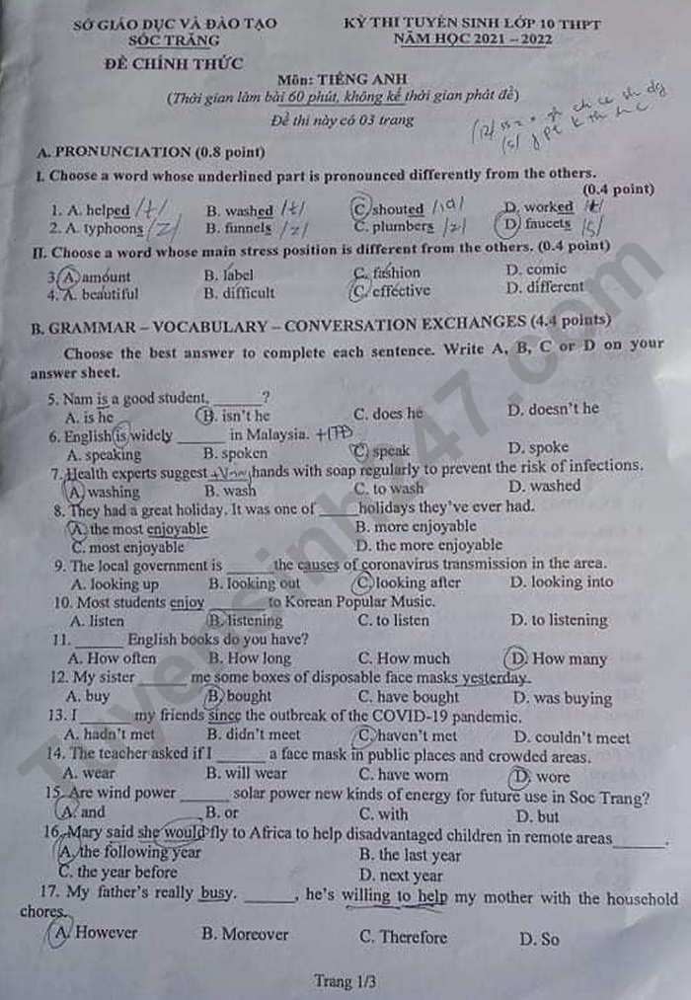 SỞ GIÁO DỤC VÀ ĐÀO TẠO KỲ THI TUYỂN SINH LỚP 10 THPT
SÓC TRĂNG NĂM HỌC 2021 – 2022
ĐỀ CHÍNH THỨC
Môn: TIẾNG ANH
(Thời gian làm bài 60 phút, không kể thời gian phát đề)
Đề thi này có 03 trang
A. PRONUNCIATION (0.8 point)
I. Choose a word whose underlined part is pronounced differently from the others.
(0.4 point)
1. A. helped /t/ B. washed /t/ C. shouted /id/ D. worked /t/
2. A. typhoons /z/ B. funnels /z/ C. plumbers /z/ D. faucets /s/
II. Choose a word whose main stress position is different from the others. (0.4 point)
3. A. amount B. label C. fashion D. comic
4. A. beautiful B. difficult C. effective D. different
B. GRAMMAR – VOCABULARY – CONVERSATION EXCHANGES (4.4 points)
Choose the best answer to complete each sentence. Write A, B, C or D on your
answer sheet.
5. Nam is a good student, ______?
A. is he B. isn't he C. does he D. doesn't he
6. English is widely ______ in Malaysia.
A. speaking B. spoken C. speak D. spoke
7. Health experts suggest ______ hands with soap regularly to prevent the risk of infections.
A. washing B. wash C. to wash D. washed
8. They had a great holiday. It was one of _____ holidays they've ever had.
A. the most enjoyable B. more enjoyable
C. most enjoyable D. the more enjoyable
9. The local government is ______ the causes of coronavirus transmission in the area.
A. looking up B. looking out C. looking after D. looking into
10. Most students enjoy ______ to Korean Popular Music.
A. listen B. listening C. to listen D. to listening
11. ______ English books do you have?
A. How often B. How long C. How much D. How many
12. My sister ______ me some boxes of disposable face masks yesterday.
A. buy B. bought C. have bought D. was buying
13. I ______ my friends since the outbreak of the COVID-19 pandemic.
A. hadn't met B. didn't meet C. haven't met D. couldn't meet
14. The teacher asked if I ______ a face mask in public places and crowded areas.
A. wear B. will wear C. have worn D. wore
15. Are wind power ______ solar power new kinds of energy for future use in Soc Trang?
A. and B. or C. with D. but
16. Mary said she would fly to Africa to help disadvantaged children in remote areas______.
A. the following year B. the last year
C. the year before D. next year
17. My father's really busy. ______, he's willing to help my mother with the household
chores.
A. However B. Moreover C. Therefore D. So
Trang 1/3
Tuyensinh247.com